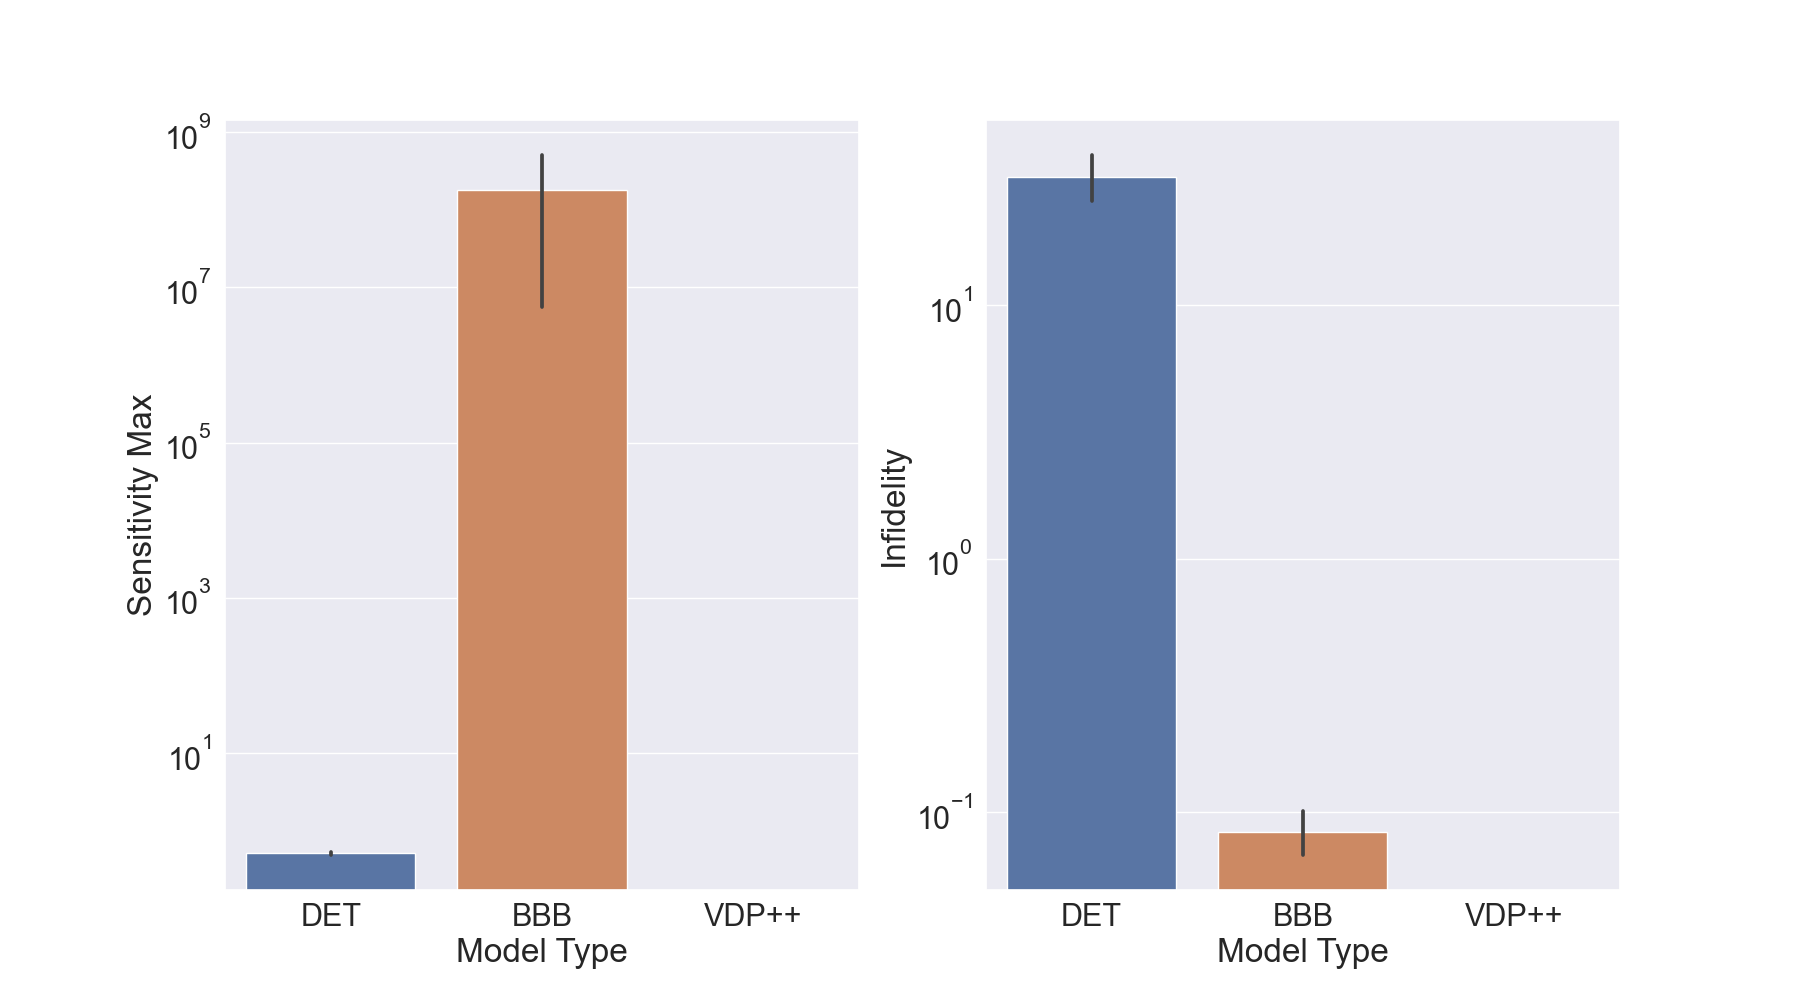 Sensitivity Max
10^9
10^7
10^5
10^3
10^1
DET BBB VDP++
Model Type
Infidelity
10^1
10^0
10^−1
DET BBB VDP++
Model Type